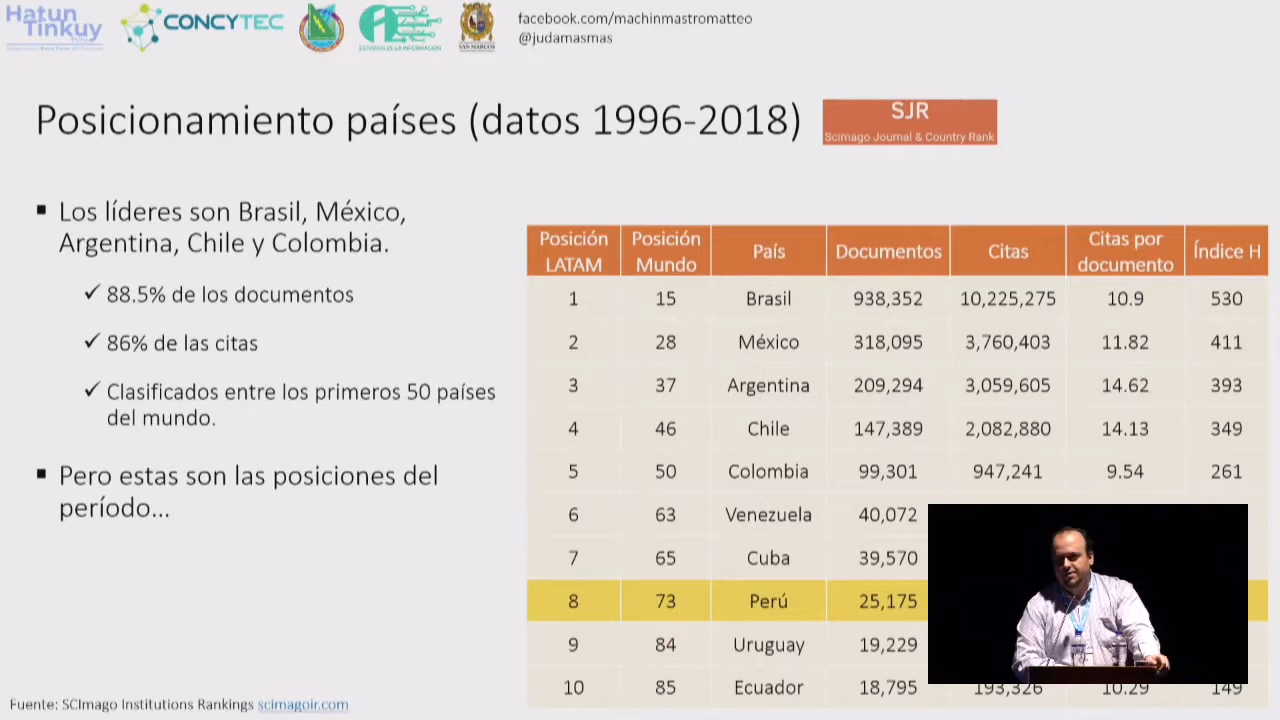 Hatun
Tinkuy
CONCYTEC
ESTUDIOS DE LA INFORMACIÓN
SAN MARCOS
facebook.com/machinmastromatteo
@judamasmas
Posicionamiento países (datos 1996-2018)
SJR
Scimago Journal & Country Rank
▪ Los líderes son Brasil, México,
Argentina, Chile y Colombia.
✓ 88.5% de los documentos
✓ 86% de las citas
✓ Clasificados entre los primeros 50 países
del mundo.
▪ Pero estas son las posiciones del
período...
Posición LATAM Posición Mundo País Documentos Citas Citas por documento Índice H
1 15 Brasil 938,352 10,225,275 10.9 530
2 28 México 318,095 3,760,403 11.82 411
3 37 Argentina 209,294 3,059,605 14.62 393
4 46 Chile 147,389 2,082,880 14.13 349
5 50 Colombia 99,301 947,241 9.54 261
6 63 Venezuela 40,072
7 65 Cuba 39,570
8 73 Perú 25,175
9 84 Uruguay 19,229
10 85 Ecuador 18,795 193,326 10.29 149
Fuente: SCImago Institutions Rankings scimagoir.com